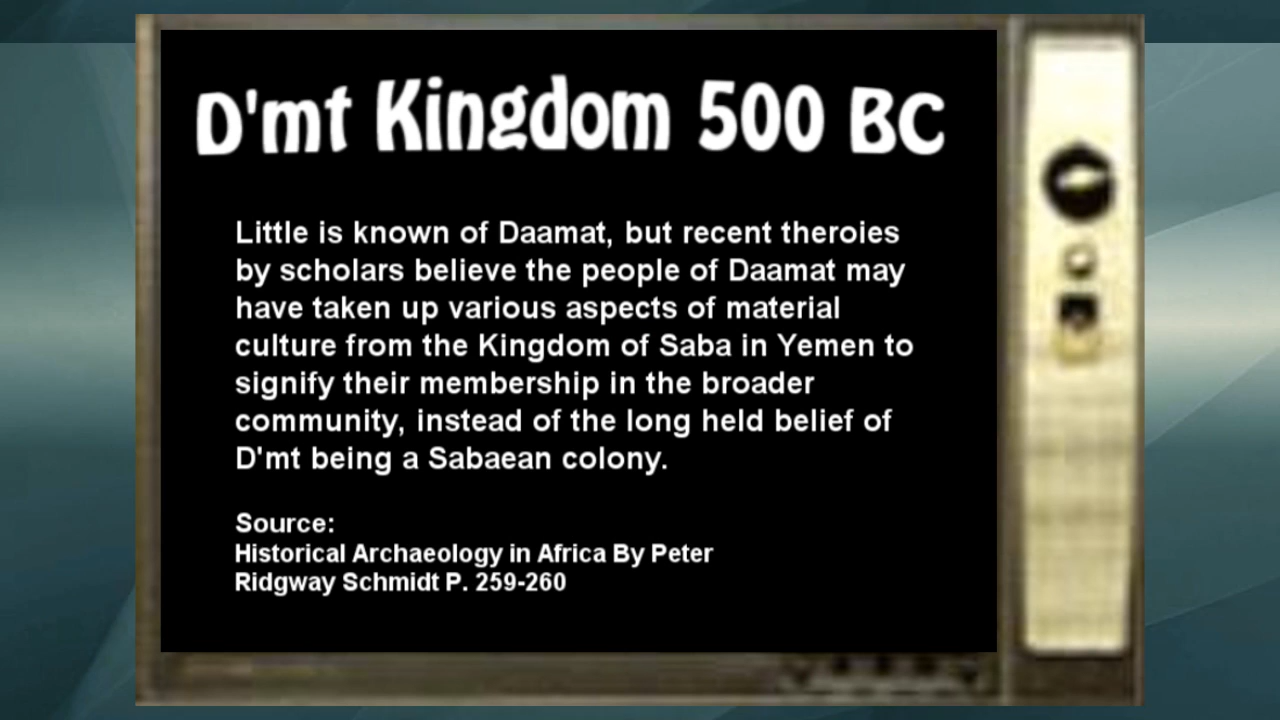 D'mt Kingdom 500 BC
Little is known of Daamat, but recent theroies
by scholars believe the people of Daamat may
have taken up various aspects of material
culture from the Kingdom of Saba in Yemen to
signify their membership in the broader
community, instead of the long held belief of
D'mt being a Sabaean colony.
Source:
Historical Archaeology in Africa By Peter
Ridgway Schmidt P. 259-260